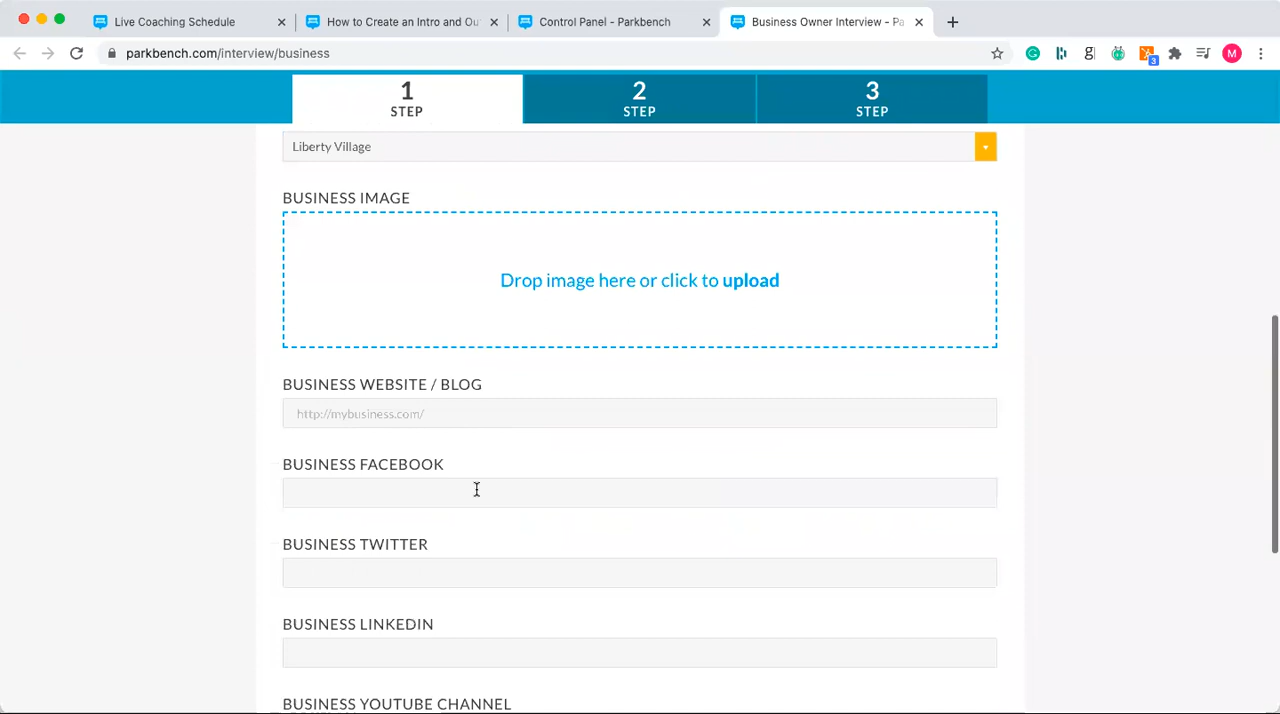 Live Coaching Schedule
How to Create an Intro and Ou
Control Panel - Parkbench
Business Owner Interview - Pa
parkbench.com/interview/business
g
3
M
1
STEP
2
STEP
3
STEP
Liberty Village
BUSINESS IMAGE
Drop image here or click to upload
BUSINESS WEBSITE / BLOG
http://mybusiness.com/
BUSINESS FACEBOOK
BUSINESS TWITTER
BUSINESS LINKEDIN
BUSINESS YOUTUBE CHANNEL